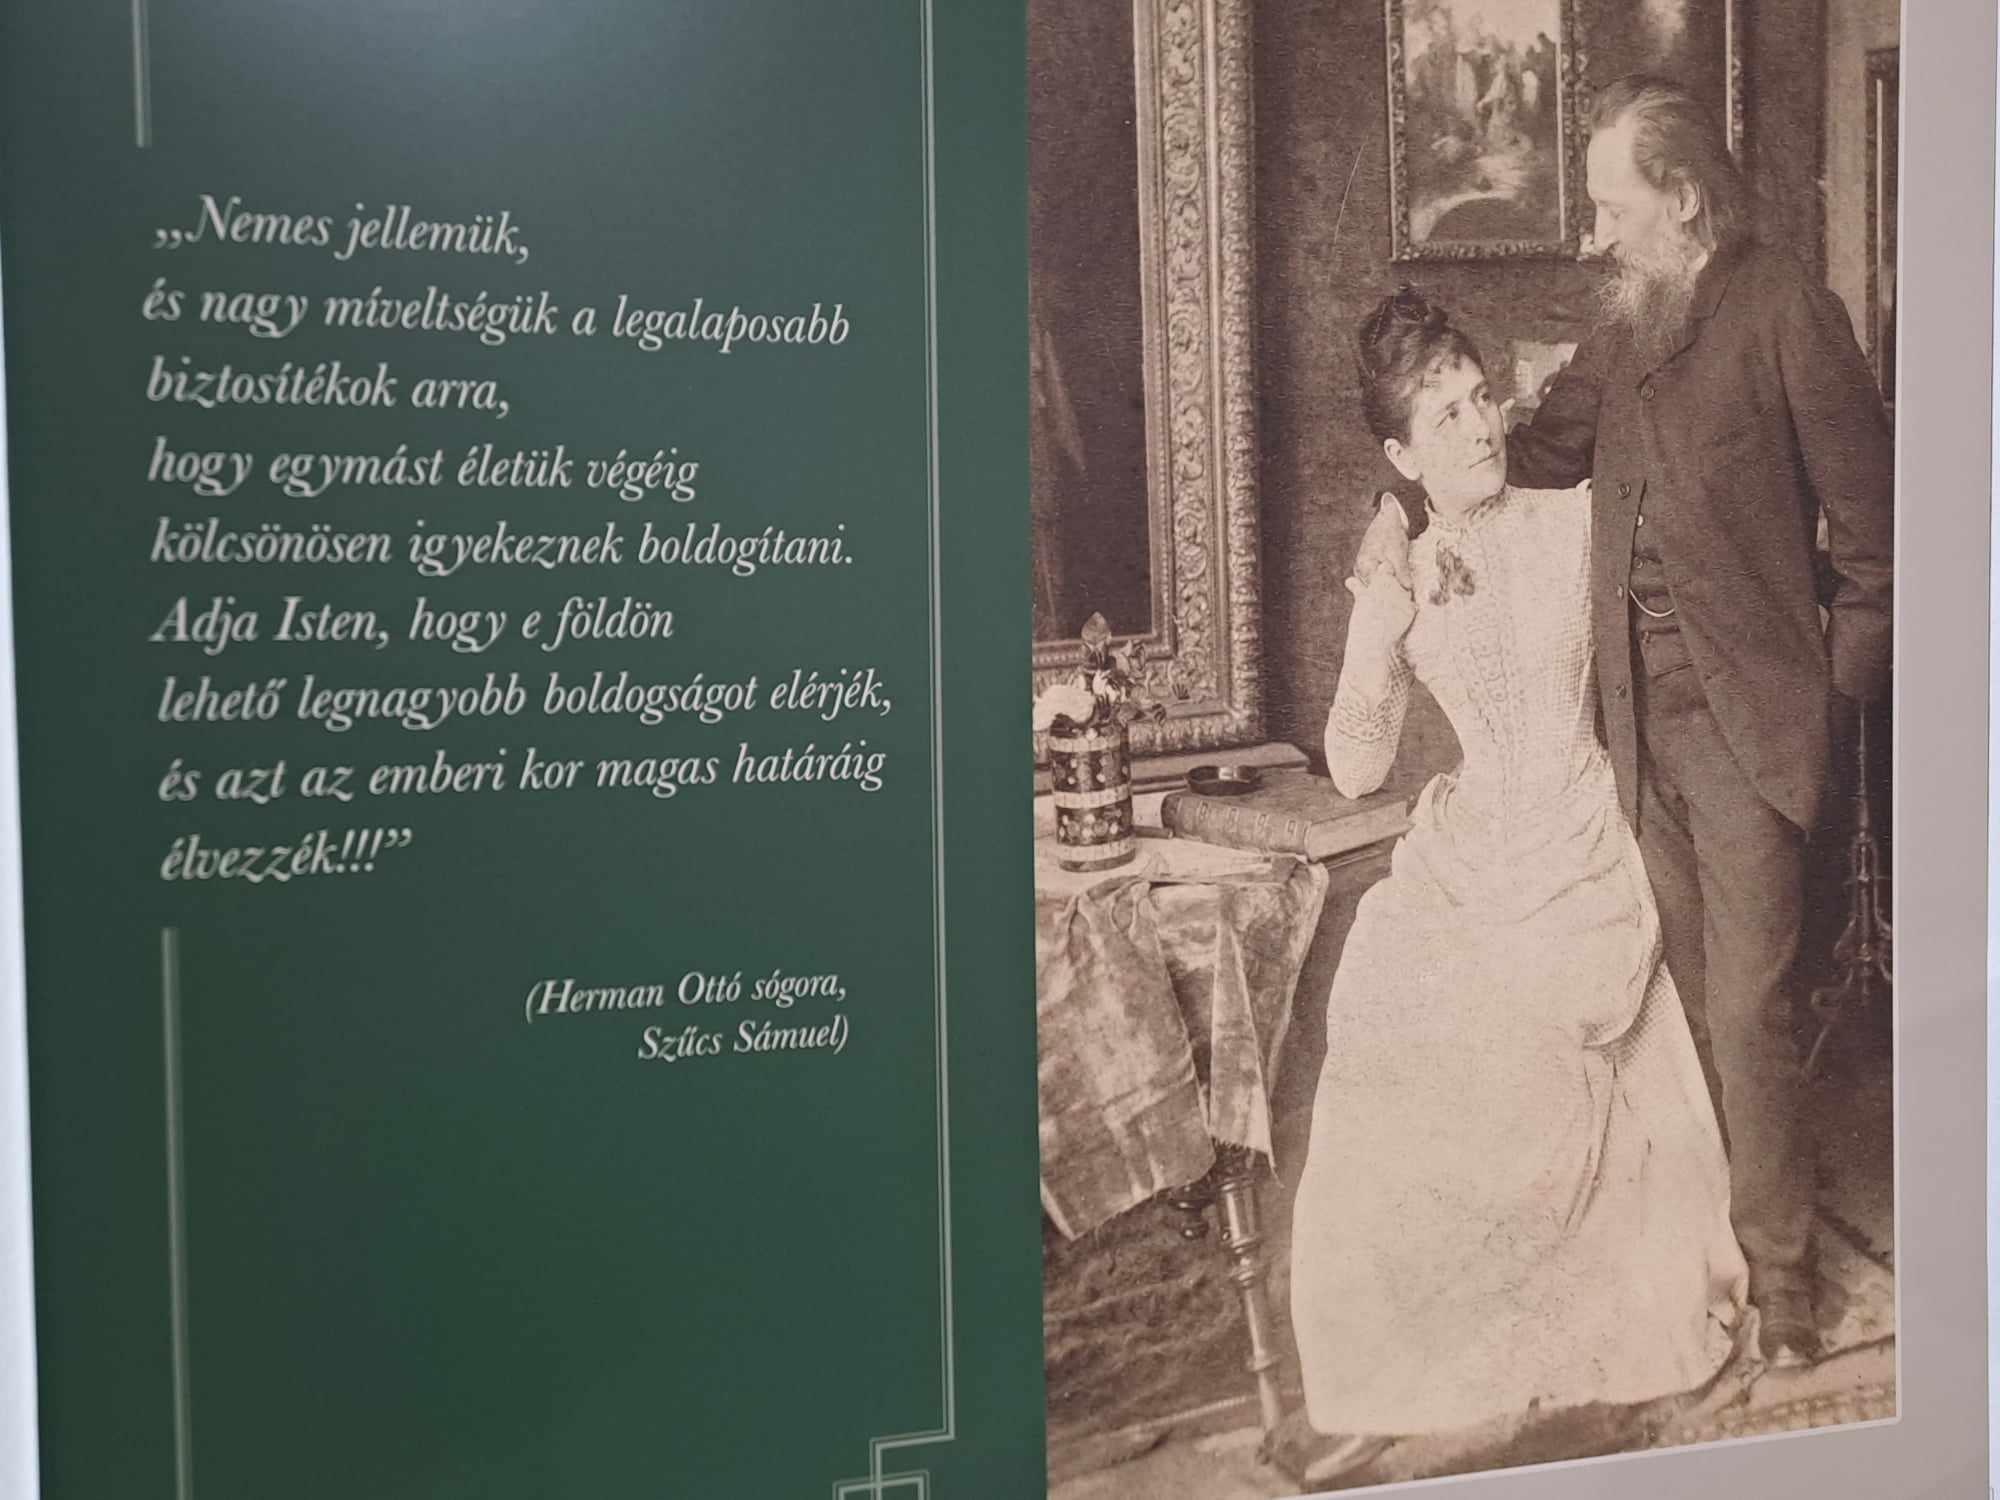 „Nemes jellemük,
és nagy míveltségük a legalaposabb
biztosítékok arra,
hogy egymást életük végéig
kölcsönösen igyekeznek boldogítani.
Adja Isten, hogy e földön
lehető legnagyobb boldogságot elérjék,
és azt az emberi kor magas határáig
élvezzék!!!”
(Herman Ottó sógora,
Szűcs Sámuel)